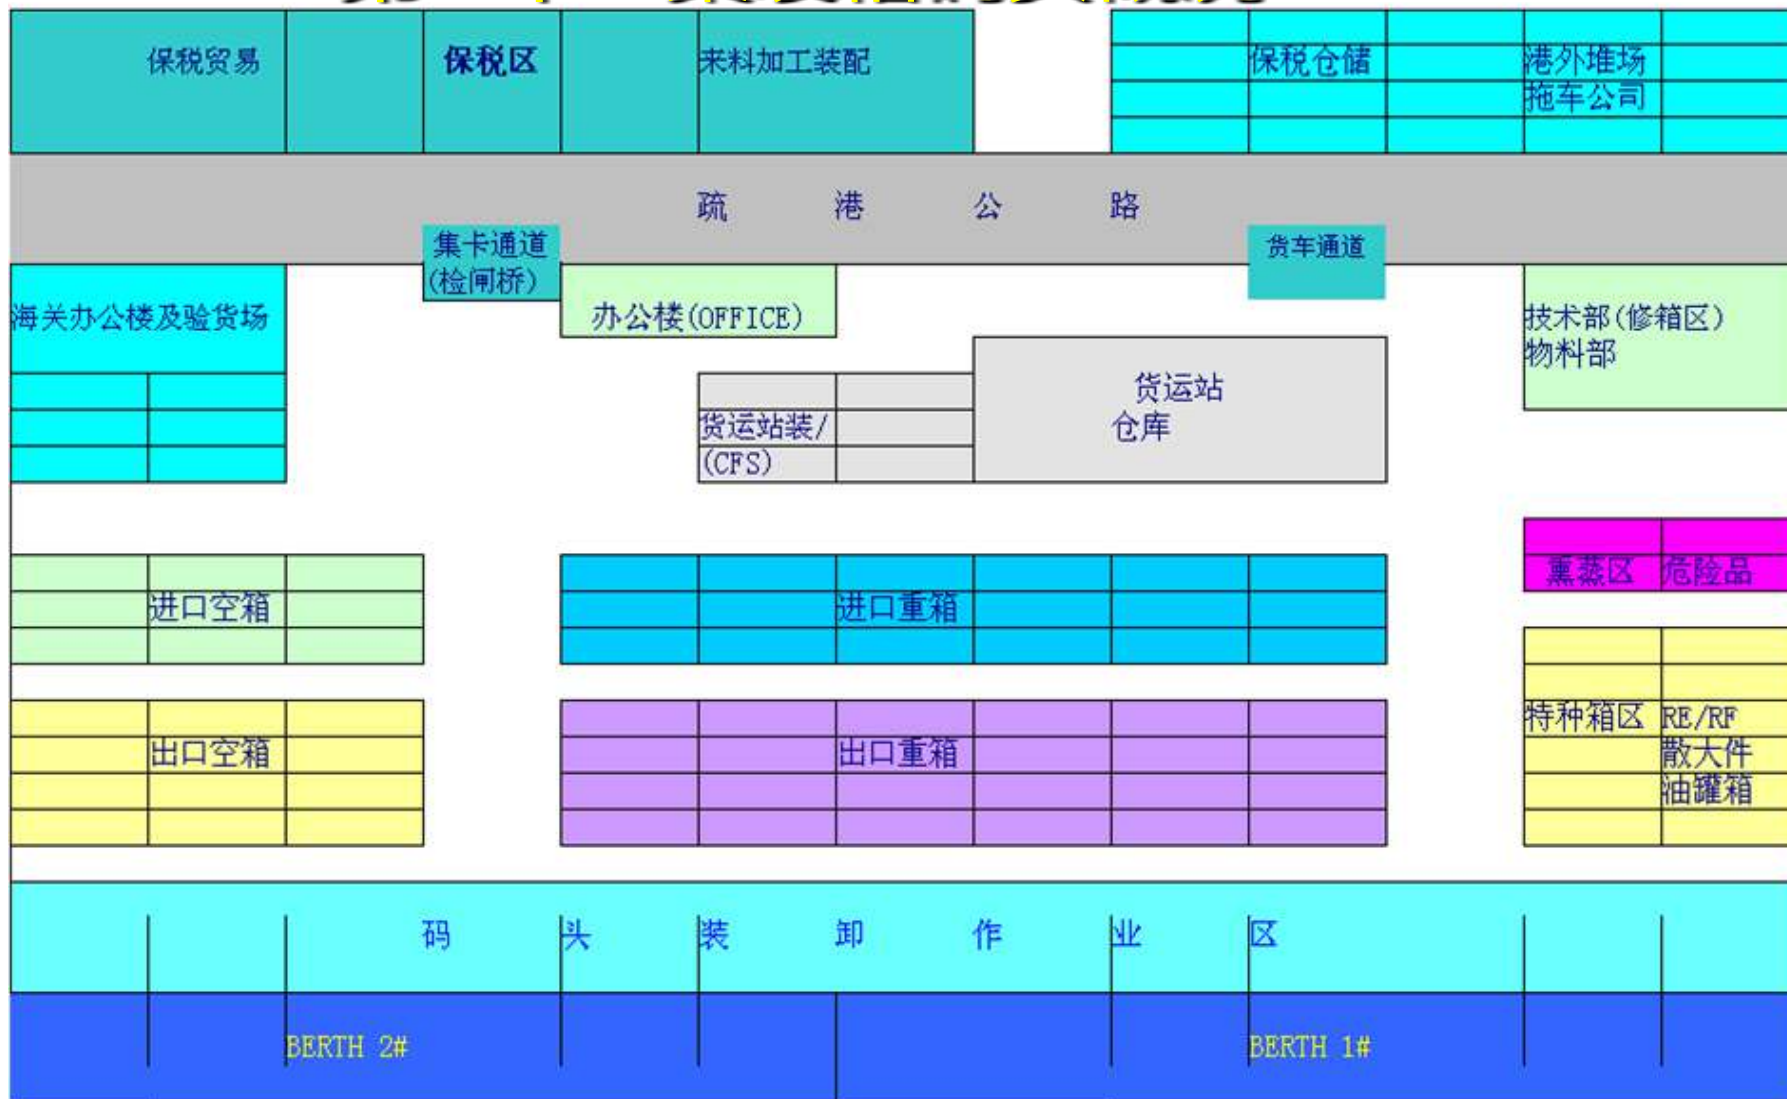 保税贸易
保税区
来料加工装配
保税仓储
港外堆场
拖车公司
疏 港 公 路
集卡通道
(检闸桥)
货车通道
海关办公楼及验货场
办公楼(OFFICE)
技术部(修箱区)
物料部
货运站
仓库
货运站装/
(CFS)
熏蒸区 危险品
进口空箱
进口重箱
特种箱区 RE/RF
散大件
油罐箱
出口空箱
出口重箱
码 头 装 卸 作 业 区
BERTH 2#
BERTH 1#